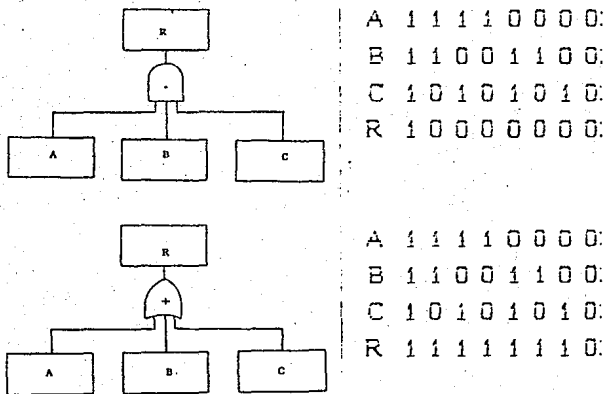 R
.
A B C
A 1 1 1 1 0 0 0 0:
B 1 1 0 0 1 1 0 0:
C 1 0 1 0 1 0 1 0:
R 1 0 0 0 0 0 0 0:
R
+
A B. C
A 1 1 1 1 0 0 0 0:
B 1 1 0 0 1 1 0 0:
C 1 0 1 0 1 0 1 0:
R 1 1 1 1 1 1 1 0: